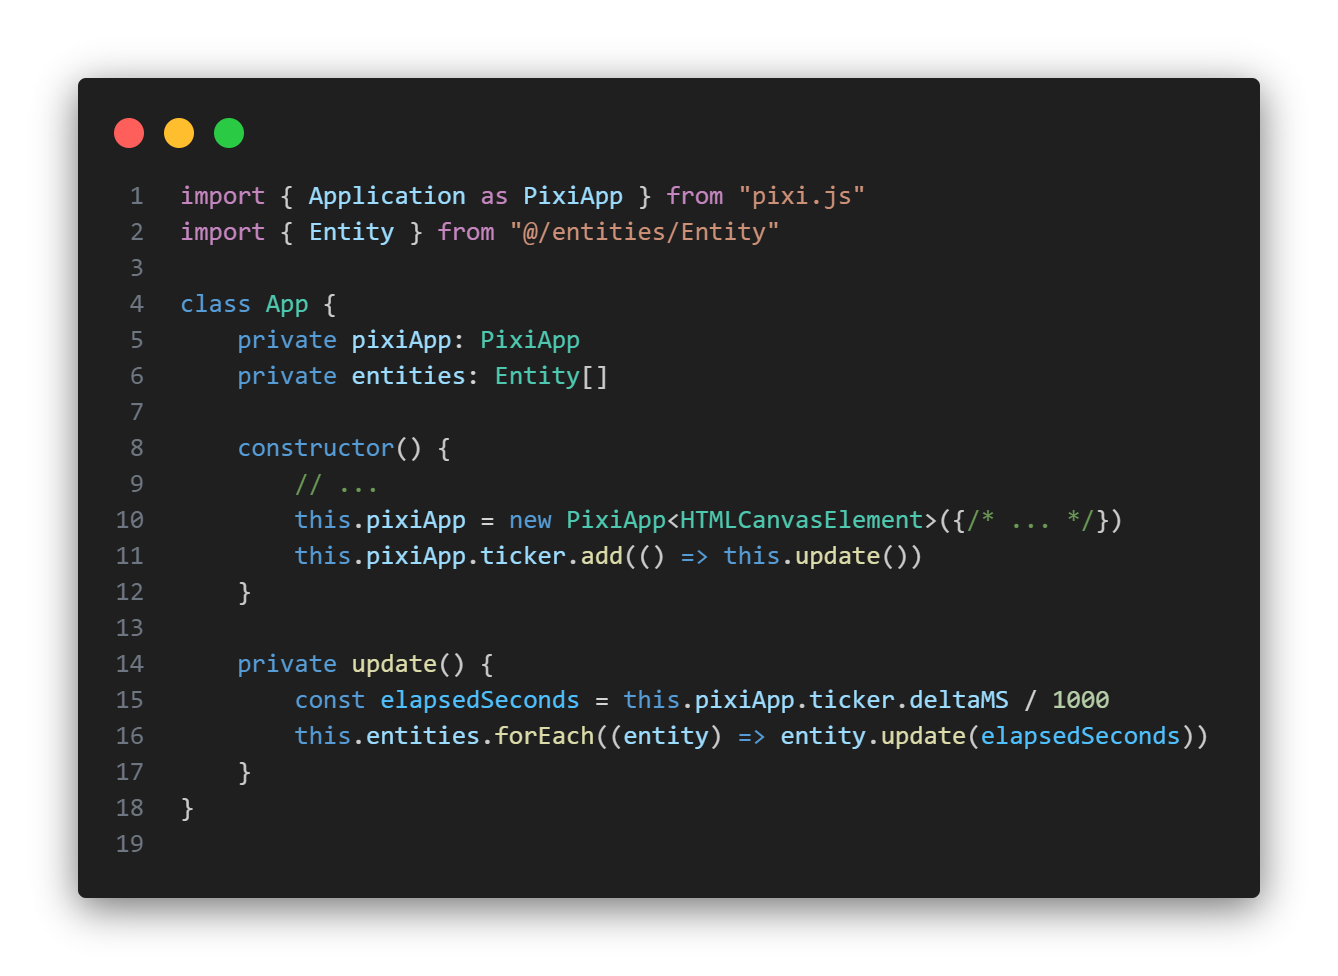 1 import { Application as PixiApp } from "pixi.js"
2 import { Entity } from "@/entities/Entity"
3
4 class App {
5     private pixiApp: PixiApp
6     private entities: Entity[]
7
8     constructor() {
9         // ...
10         this.pixiApp = new PixiApp<HTMLCanvasElement>({/* ... */})
11         this.pixiApp.ticker.add(() => this.update())
12     }
13
14     private update() {
15         const elapsedSeconds = this.pixiApp.ticker.deltaMS / 1000
16         this.entities.forEach((entity) => entity.update(elapsedSeconds))
17     }
18 }
19